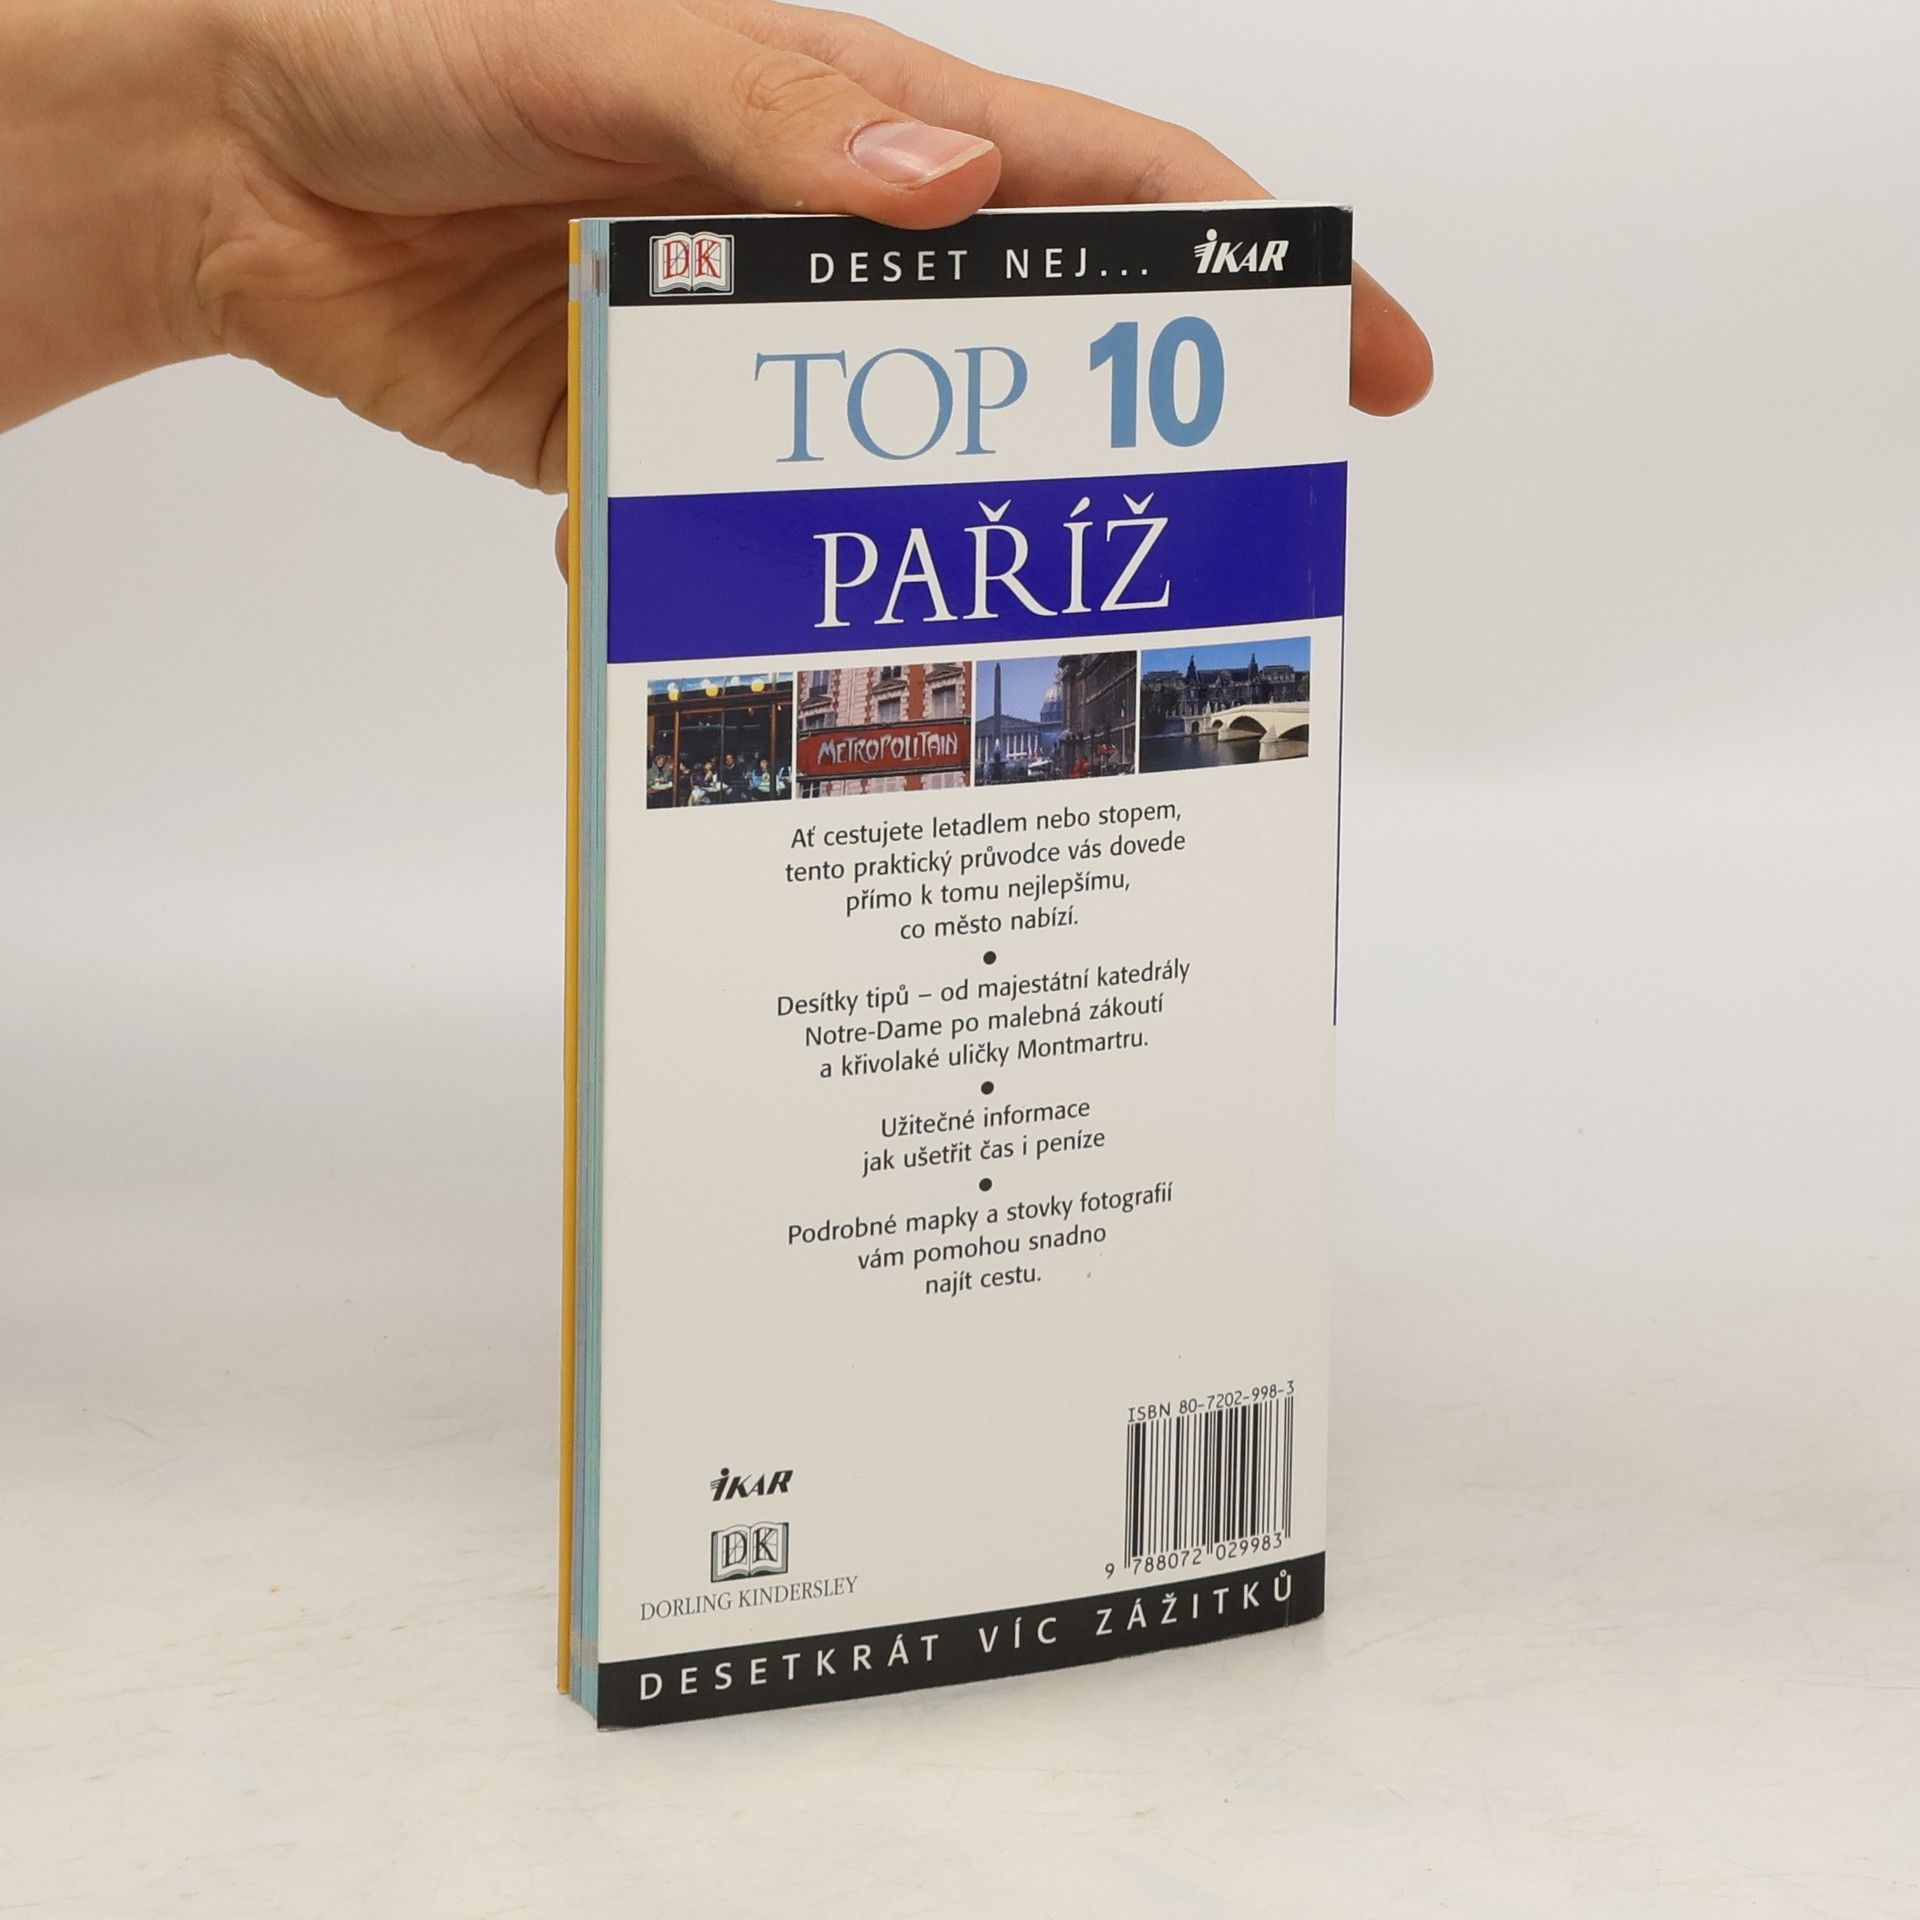 DK DESET NEJ... iKAR
TOP 10
PAŘÍŽ
METROPOLITAIN
Ať cestujete letadlem nebo stopem,
tento praktický průvodce vás dovede
přímo k tomu nejlepšímu,
co město nabízí.
•
Desítky tipů – od majestátní katedrály
Notre-Dame po malebná zákoutí
a křivolaké uličky Montmartru.
•
Užitečné informace
jak ušetřit čas i peníze
•
Podrobné mapky a stovky fotografií
vám pomohou snadno
najít cestu.
ISBN 80-7202-998-3
9 788072 029983
iKAR
DK
DORLING KINDERSLEY
DESETKRÁT VÍC ZÁŽITKŮ